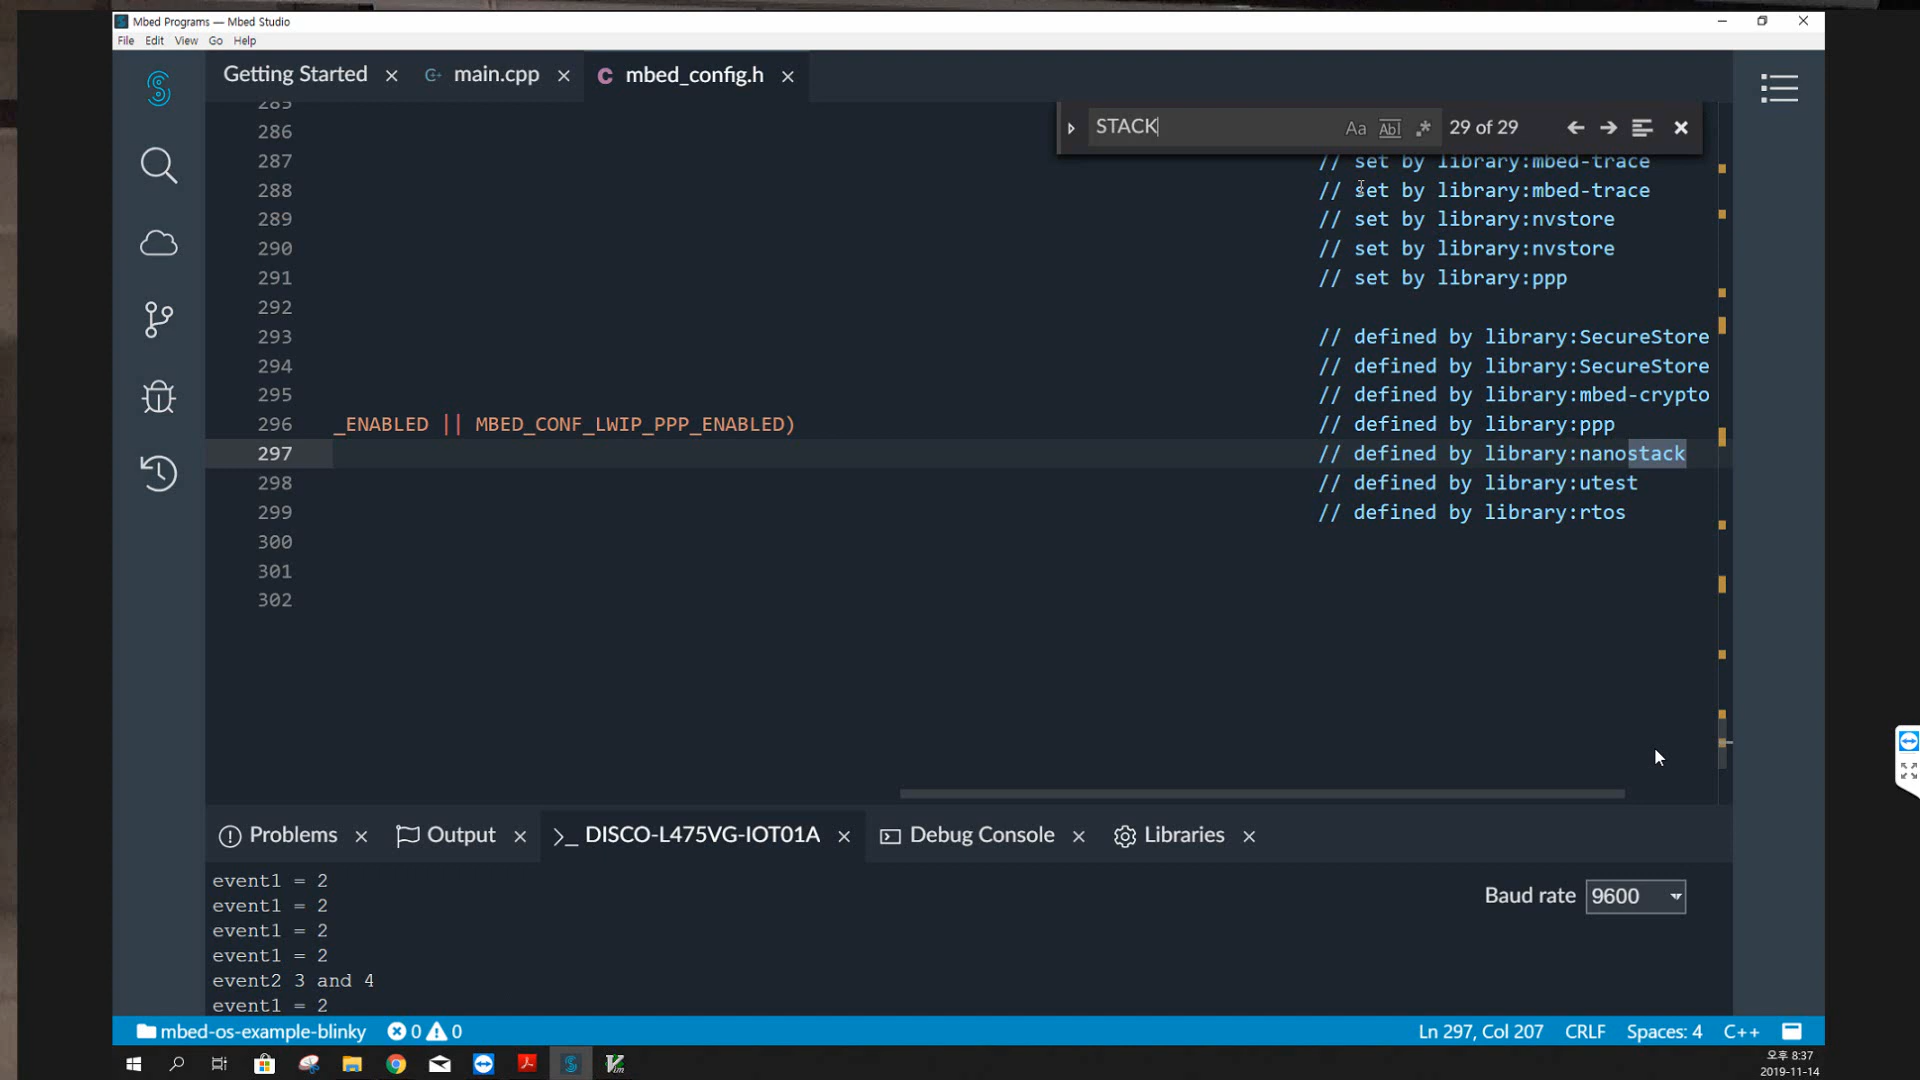 Mbed Programs — Mbed Studio
File Edit View Go Help
Getting Started × main.cpp × C mbed_config.h ×
STACK Aa Abl .* 29 of 29
285
286
287 // set by library:mbed-trace
288 // set by library:mbed-trace
289 // set by library:nvstore
290 // set by library:nvstore
291 // set by library:ppp
292
293 // defined by library:SecureStore
294 // defined by library:SecureStore
295 // defined by library:mbed-crypto
296 _ENABLED || MBED_CONF_LWIP_PPP_ENABLED) // defined by library:ppp
297 // defined by library:nanostack
298 // defined by library:utest
299 // defined by library:rtos
300
301
302
Problems × Output × >_ DISCO-L475VG-IOT01A × Debug Console × Libraries ×
event1 = 2
Baud rate 9600
event1 = 2
event1 = 2
event1 = 2
event2 3 and 4
event1 = 2
mbed-os-example-blinky 0 0 Ln 297, Col 207 CRLF Spaces: 4 C++
오후 8:37
2019-11-14